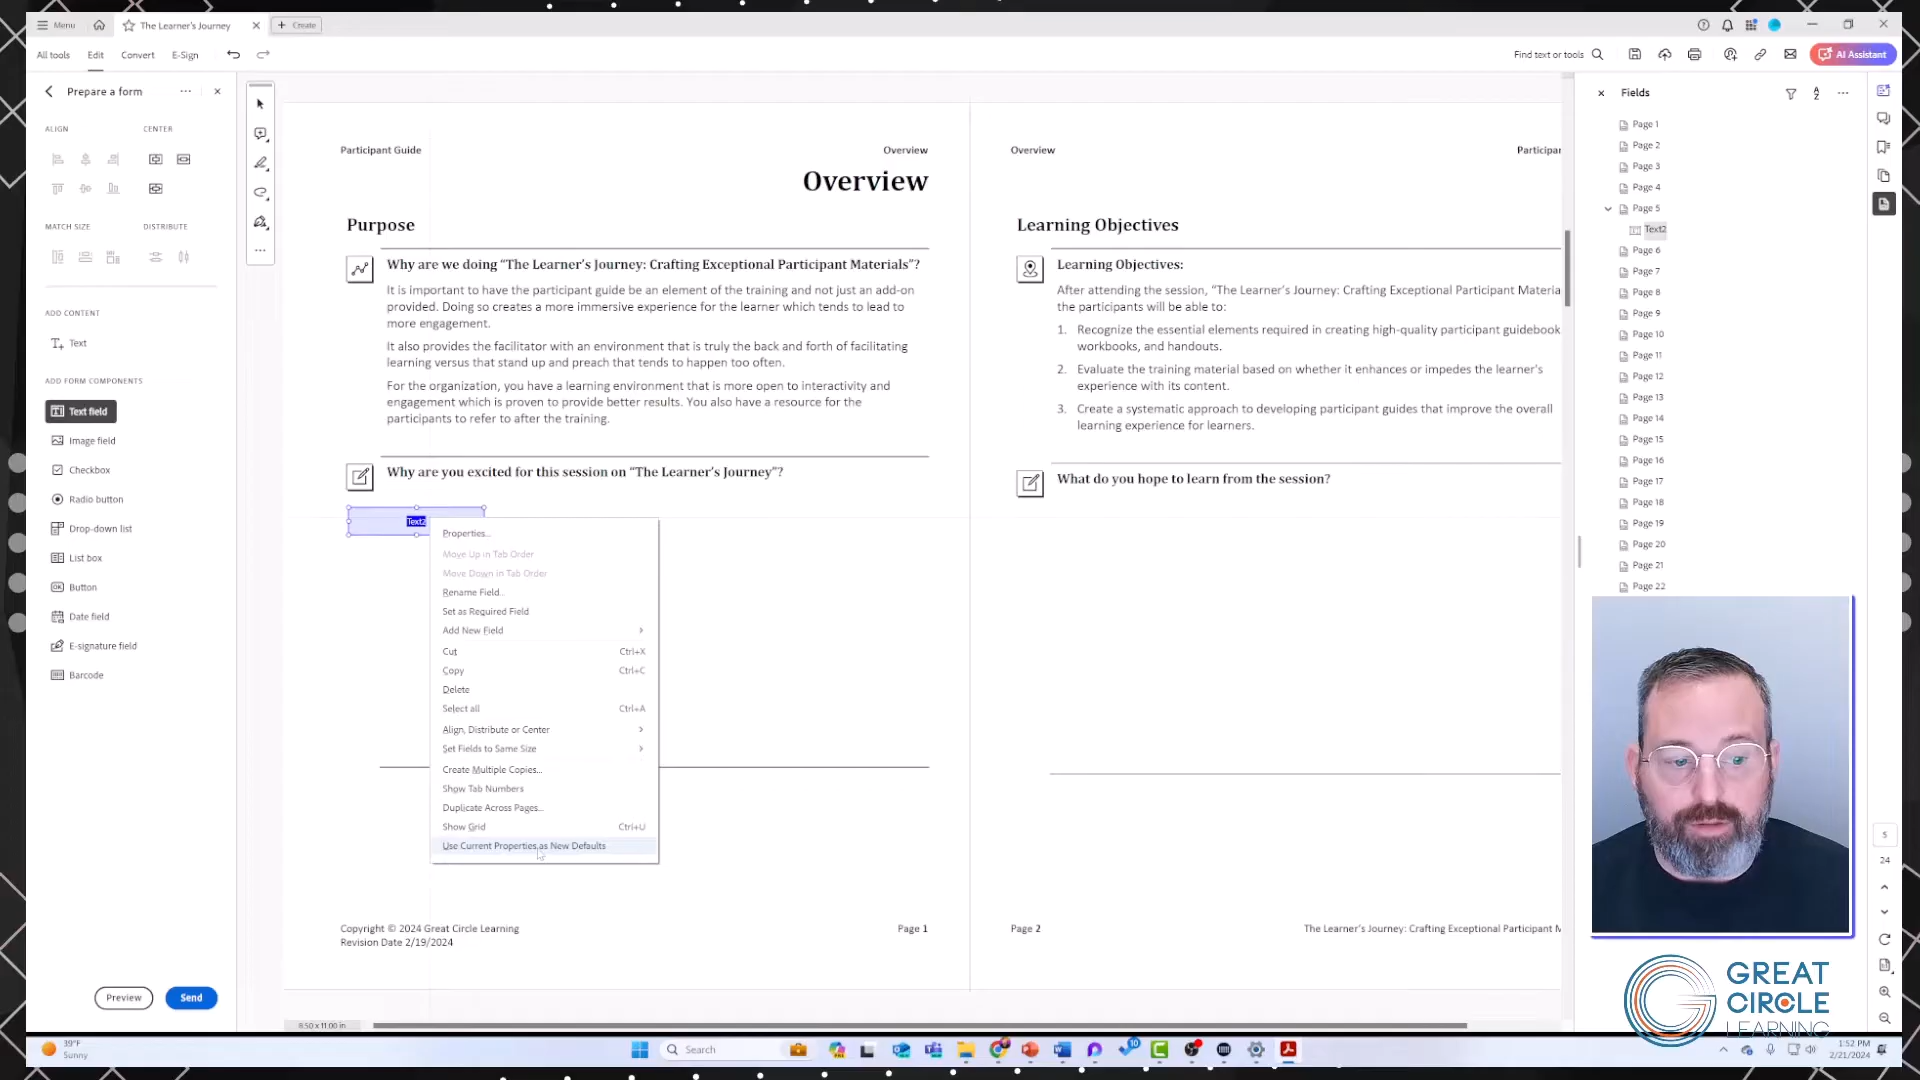 Menu
The Learner's Journey
Create
All tools
Edit
Convert
E-Sign
Find text or tools
AI Assistant
Prepare a form
ALIGN
CENTER
MATCH SIZE
DISTRIBUTE
ADD CONTENT
Text
ADD FORM COMPONENTS
Text field
Image field
Checkbox
Radio button
Drop-down list
List box
OK
Button
Date field
E-signature field
Barcode
Preview
Send
Participant Guide
Overview
Overview
Purpose
Why are we doing “The Learner’s Journey: Crafting Exceptional Participant Materials”?
It is important to have the participant guide be an element of the training and not just an add-on
provided. Doing so creates a more immersive experience for the learner which tends to lead to
more engagement.
It also provides the facilitator with an environment that is truly the back and forth of facilitating
learning versus that stand up and preach that tends to happen too often.
For the organization, you have a learning environment that is more open to interactivity and
engagement which is proven to provide better results. You also have a resource for the
participants to refer to after the training.
Why are you excited for this session on “The Learner’s Journey”?
Text2
Properties...
Move Up in Tab Order
Move Down in Tab Order
Rename Field...
Set as Required Field
Add New Field
Cut Ctrl+X
Copy Ctrl+C
Delete
Select all Ctrl+A
Align, Distribute or Center
Set Fields to Same Size
Create Multiple Copies...
Show Tab Numbers
Duplicate Across Pages...
Show Grid Ctrl+U
Use Current Properties as New Defaults
Copyright © 2024 Great Circle Learning
Revision Date 2/19/2024
Page 1
8.50 x 11.00 in
Overview
Participan
Learning Objectives
Learning Objectives:
After attending the session, “The Learner’s Journey: Crafting Exceptional Participant Materia
the participants will be able to:
1. Recognize the essential elements required in creating high-quality participant guidebook
workbooks, and handouts.
2. Evaluate the training material based on whether it enhances or impedes the learner's
experience with its content.
3. Create a systematic approach to developing participant guides that improve the overall
learning experience for learners.
What do you hope to learn from the session?
Page 2
The Learner’s Journey: Crafting Exceptional Participant M
Fields
Page 1
Page 2
Page 3
Page 4
Page 5
Text2
Page 6
Page 7
Page 8
Page 9
Page 10
Page 11
Page 12
Page 13
Page 14
Page 15
Page 16
Page 17
Page 18
Page 19
Page 20
Page 21
Page 22
5
24
GREAT
CIRCLE
LEARNING
39°F
Sunny
Search
10
1:52 PM
2/21/2024